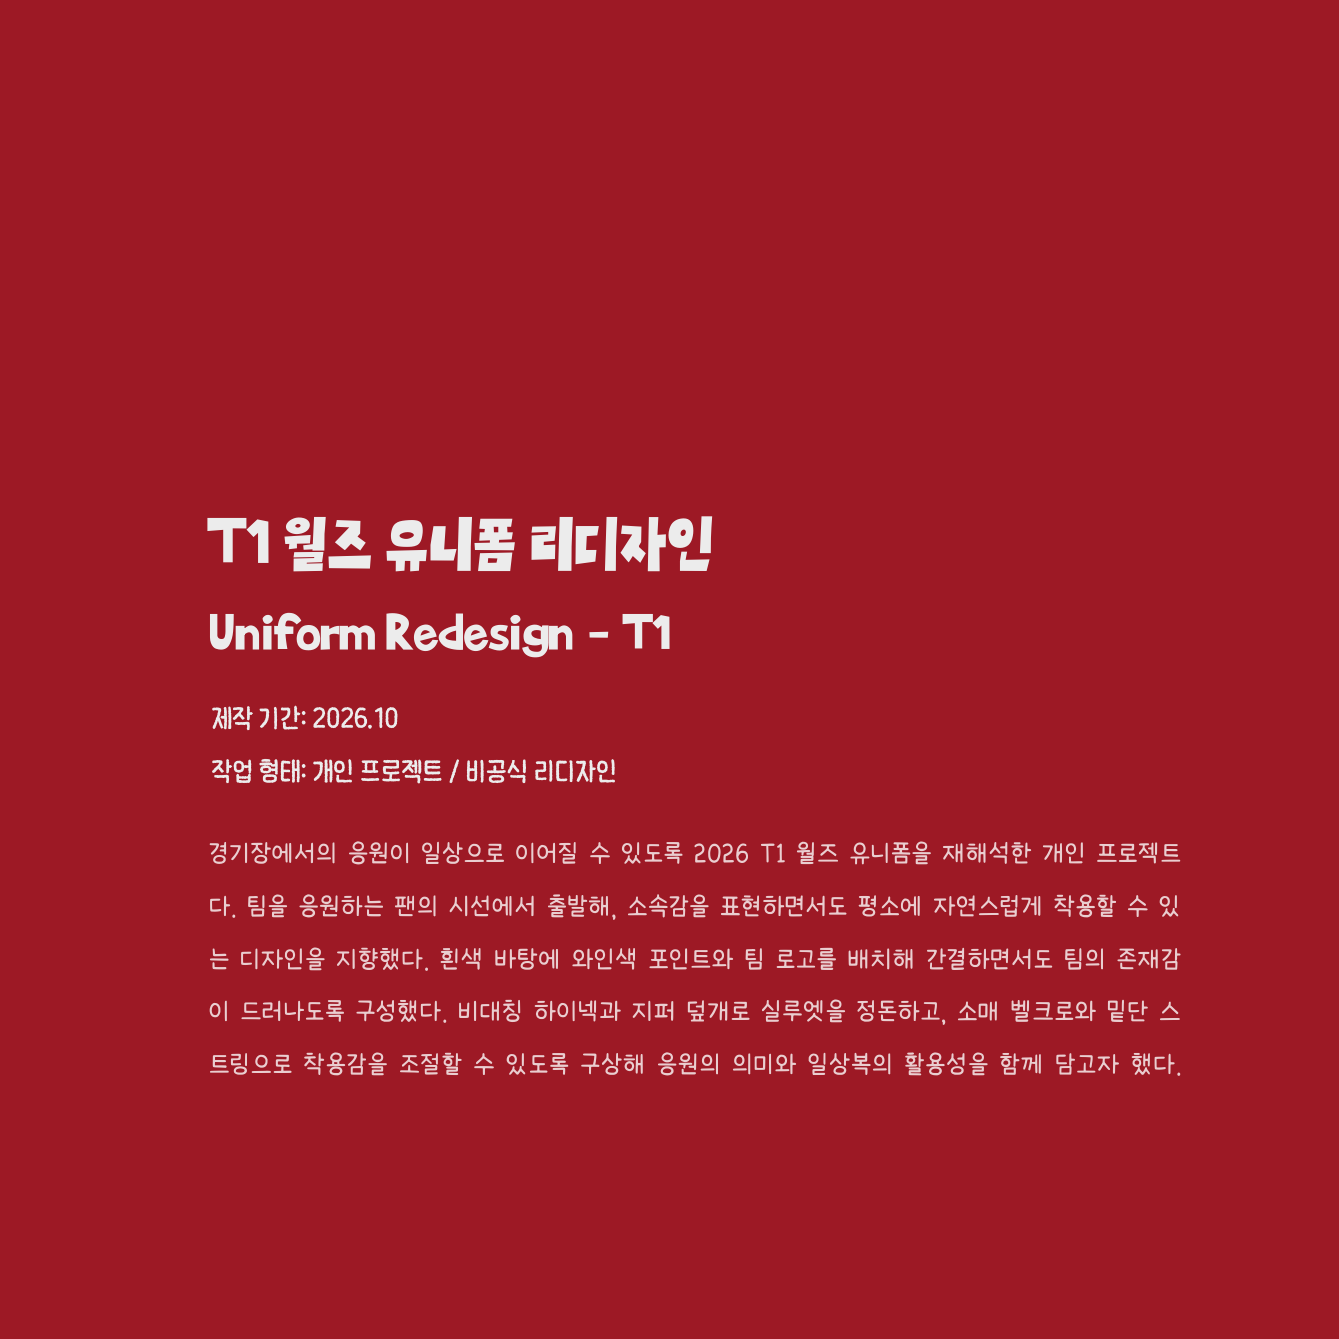 T1 월즈 유니폼 리디자인
Uniform Redesign - T1
제작 기간: 2026.10
작업 형태: 개인 프로젝트 / 비공식 리디자인
경기장에서의 응원이 일상으로 이어질 수 있도록 2026 T1 월즈 유니폼을 재해석한 개인 프로젝트
다. 팀을 응원하는 팬의 시선에서 출발해, 소속감을 표현하면서도 평소에 자연스럽게 착용할 수 있
는 디자인을 지향했다. 흰색 바탕에 와인색 포인트와 팀 로고를 배치해 간결하면서도 팀의 존재감
이 드러나도록 구성했다. 비대칭 하이넥과 지퍼 덮개로 실루엣을 정돈하고, 소매 벨크로와 밑단 스
트링으로 착용감을 조절할 수 있도록 구상해 응원의 의미와 일상복의 활용성을 함께 담고자 했다.